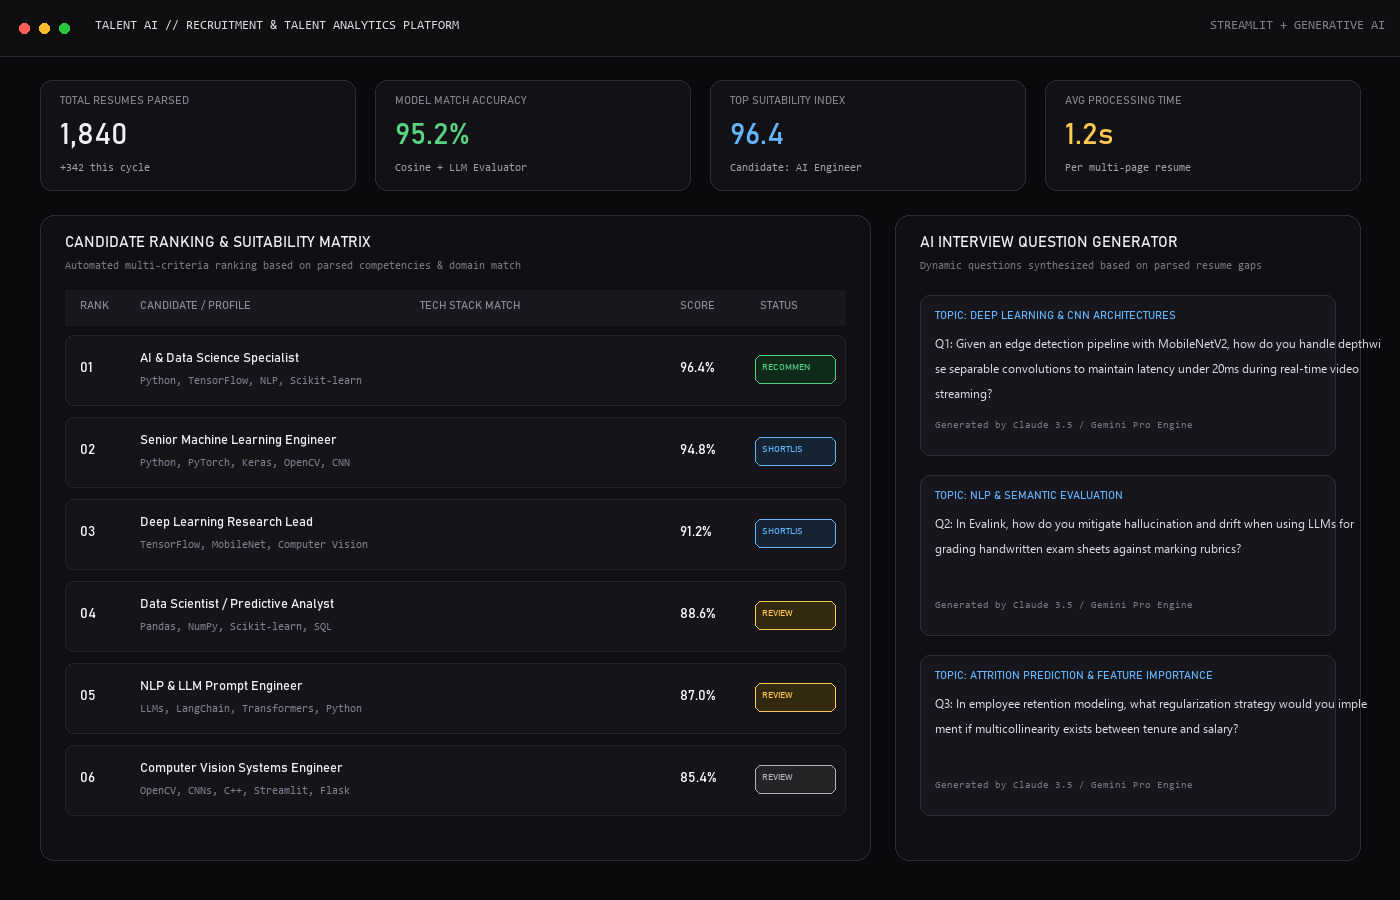 TALENT AI // RECRUITMENT & TALENT ANALYTICS PLATFORM
STREAMLIT + GENERATIVE AI
TOTAL RESUMES PARSED
1,840
+342 this cycle
MODEL MATCH ACCURACY
95.2%
Cosine + LLM Evaluator
TOP SUITABILITY INDEX
96.4
Candidate: AI Engineer
AVG PROCESSING TIME
1.2s
Per multi-page resume
CANDIDATE RANKING & SUITABILITY MATRIX
Automated multi-criteria ranking based on parsed competencies & domain match
RANK CANDIDATE / PROFILE TECH STACK MATCH SCORE STATUS
01 AI & Data Science Specialist 96.4% RECOMMEN
Python, TensorFlow, NLP, Scikit-learn
02 Senior Machine Learning Engineer 94.8% SHORTLIS
Python, PyTorch, Keras, OpenCV, CNN
03 Deep Learning Research Lead 91.2% SHORTLIS
TensorFlow, MobileNet, Computer Vision
04 Data Scientist / Predictive Analyst 88.6% REVIEW
Pandas, NumPy, Scikit-learn, SQL
05 NLP & LLM Prompt Engineer 87.0% REVIEW
LLMs, LangChain, Transformers, Python
06 Computer Vision Systems Engineer 85.4% REVIEW
OpenCV, CNNs, C++, Streamlit, Flask
AI INTERVIEW QUESTION GENERATOR
Dynamic questions synthesized based on parsed resume gaps
TOPIC: DEEP LEARNING & CNN ARCHITECTURES
Q1: Given an edge detection pipeline with MobileNetV2, how do you handle depthwi
se separable convolutions to maintain latency under 20ms during real-time video
streaming?
Generated by Claude 3.5 / Gemini Pro Engine
TOPIC: NLP & SEMANTIC EVALUATION
Q2: In Evalink, how do you mitigate hallucination and drift when using LLMs for
grading handwritten exam sheets against marking rubrics?
Generated by Claude 3.5 / Gemini Pro Engine
TOPIC: ATTRITION PREDICTION & FEATURE IMPORTANCE
Q3: In employee retention modeling, what regularization strategy would you imple
ment if multicollinearity exists between tenure and salary?
Generated by Claude 3.5 / Gemini Pro Engine